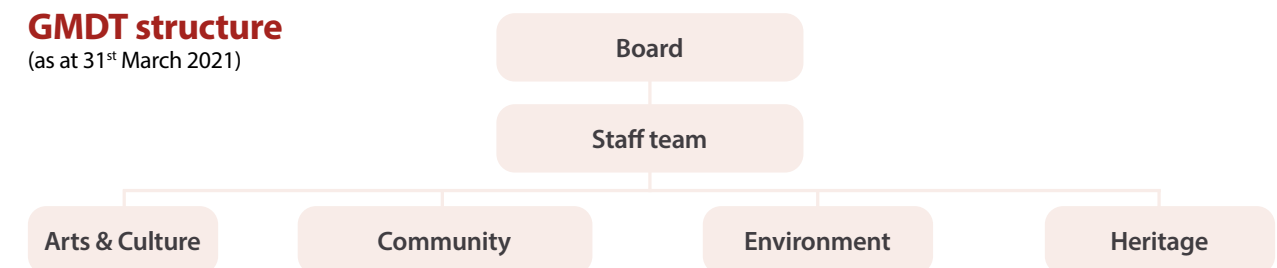 GMDT structure
(as at 31st March 2021)
Board
Staff team
Arts & Culture
Community
Environment
Heritage